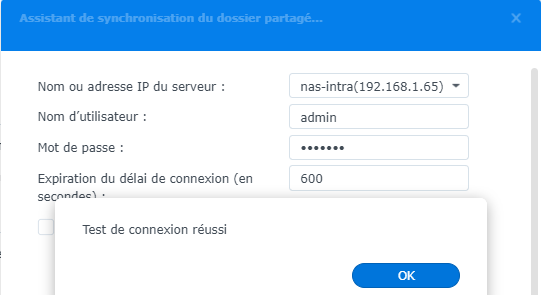 Assistant de synchronisation du dossier partagé...
Nom ou adresse IP du serveur :
nas-intra(192.168.1.65)
Nom d’utilisateur :
admin
Mot de passe :
•••••••
Expiration du délai de connexion (en
secondes) :
600
Test de connexion réussi
OK